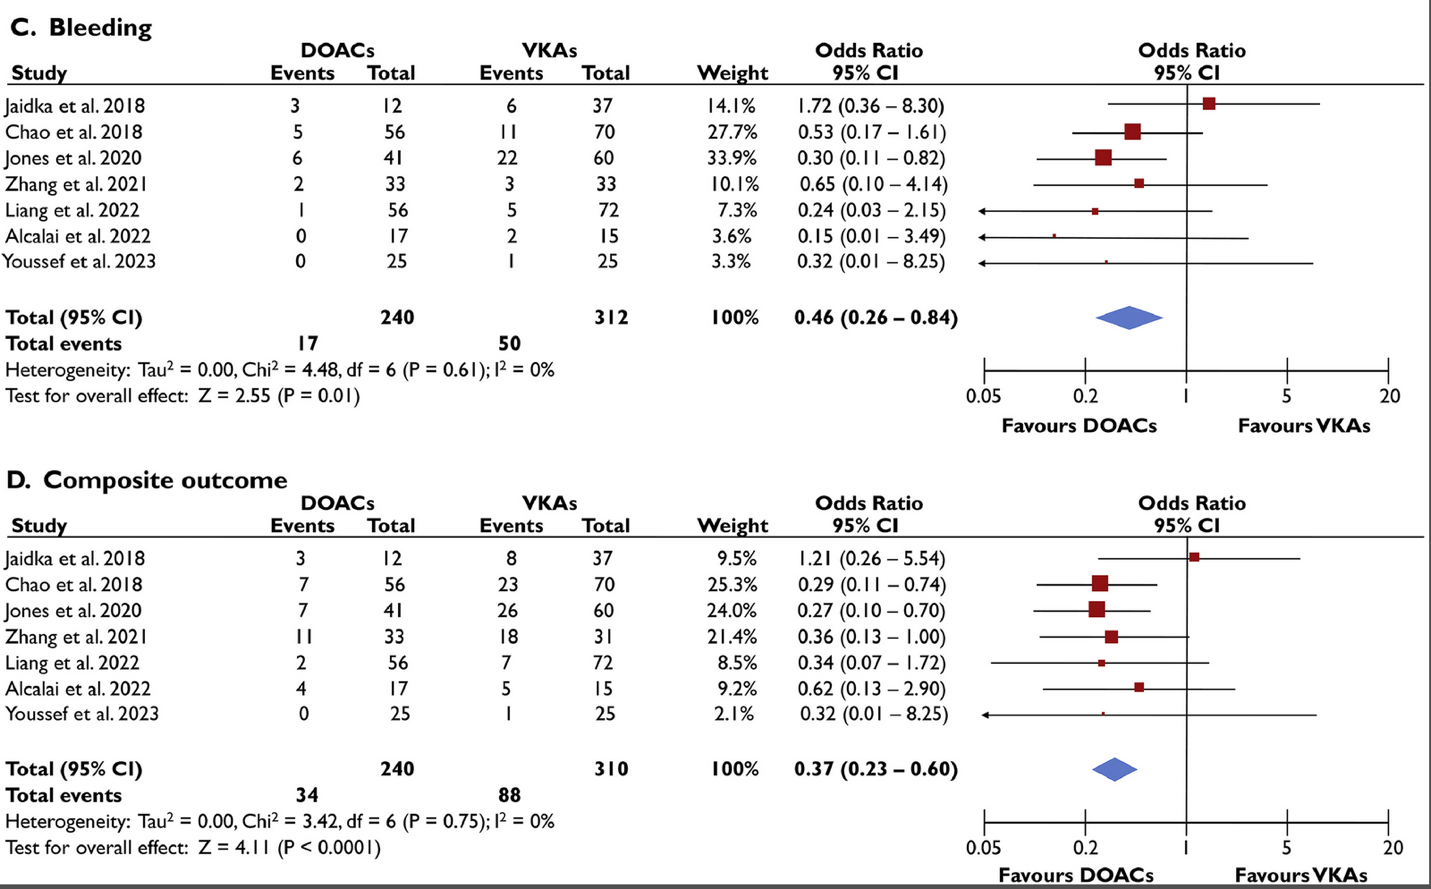 C. Bleeding
DOACs VKAs Odds Ratio Odds Ratio
Study Events Total Events Total Weight 95% CI 95% CI
Jaidka et al. 2018 3 12 6 37 14.1% 1.72 (0.36 – 8.30)
Chao et al. 2018 5 56 11 70 27.7% 0.53 (0.17 – 1.61)
Jones et al. 2020 6 41 22 60 33.9% 0.30 (0.11 – 0.82)
Zhang et al. 2021 2 33 3 33 10.1% 0.65 (0.10 – 4.14)
Liang et al. 2022 1 56 5 72 7.3% 0.24 (0.03 – 2.15)
Alcalai et al. 2022 0 17 2 15 3.6% 0.15 (0.01 – 3.49)
Youssef et al. 2023 0 25 1 25 3.3% 0.32 (0.01 – 8.25)
Total (95% CI) 240 312 100% 0.46 (0.26 – 0.84)
Total events 17 50
Heterogeneity: Tau² = 0.00, Chi² = 4.48, df = 6 (P = 0.61); I² = 0%
Test for overall effect: Z = 2.55 (P = 0.01)
0.05 0.2 1 5 20
Favours DOACs Favours VKAs
D. Composite outcome
DOACs VKAs Odds Ratio Odds Ratio
Study Events Total Events Total Weight 95% CI 95% CI
Jaidka et al. 2018 3 12 8 37 9.5% 1.21 (0.26 – 5.54)
Chao et al. 2018 7 56 23 70 25.3% 0.29 (0.11 – 0.74)
Jones et al. 2020 7 41 26 60 24.0% 0.27 (0.10 – 0.70)
Zhang et al. 2021 11 33 18 31 21.4% 0.36 (0.13 – 1.00)
Liang et al. 2022 2 56 7 72 8.5% 0.34 (0.07 – 1.72)
Alcalai et al. 2022 4 17 5 15 9.2% 0.62 (0.13 – 2.90)
Youssef et al. 2023 0 25 1 25 2.1% 0.32 (0.01 – 8.25)
Total (95% CI) 240 310 100% 0.37 (0.23 – 0.60)
Total events 34 88
Heterogeneity: Tau² = 0.00, Chi² = 3.42, df = 6 (P = 0.75); I² = 0%
Test for overall effect: Z = 4.11 (P < 0.0001)
0.05 0.2 1 5 20
Favours DOACs Favours VKAs